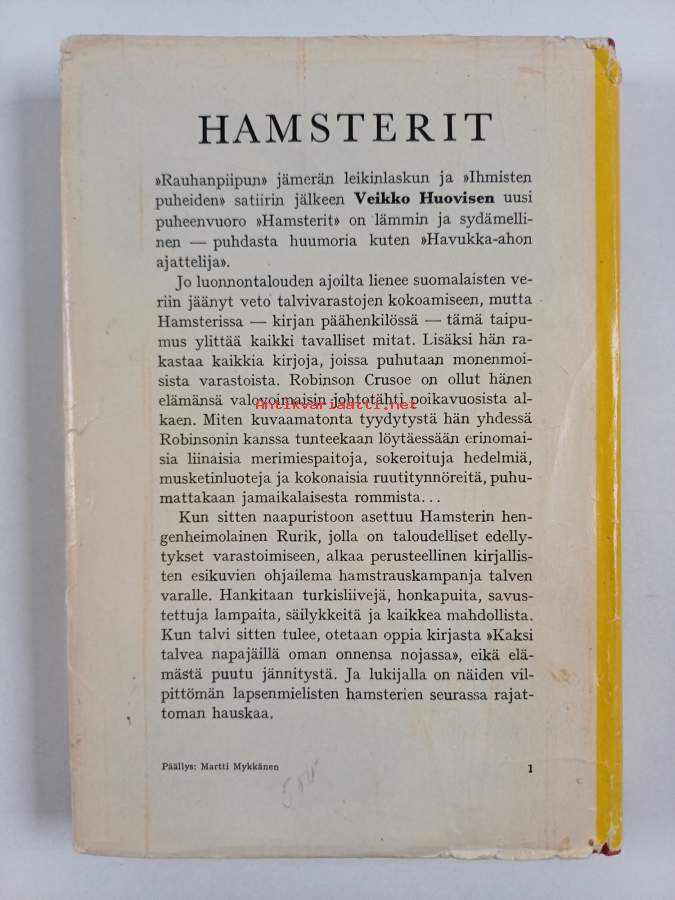 HAMSTERIT
»Rauhanpiipun» jämerän leikinlaskun ja »Ihmisten
puheiden» satiirin jälkeen Veikko Huovisen uusi
puheenvuoro »Hamsterit» on lämmin ja sydämelli-
nen — puhdasta huumoria kuten »Havukka-ahon
ajattelija».
Jo luonnontalouden ajoilta lienee suomalaisten ve-
riin jäänyt veto talvivarastojen kokoamiseen, mutta
Hamsterissa — kirjan päähenkilössä — tämä taipu-
mus ylittää kaikki tavalliset mitat. Lisäksi hän ra-
kastaa kaikkia kirjoja, joissa puhutaan monenmoi-
sista varastoista. Robinson Crusoe on ollut hänen
elämänsä valovoimaisin johtotähti poikavuosista al-
Antikvariaatti.net
kaen. Miten kuvaamatonta tyydytystä hän yhdessä
Robinsonin kanssa tunteekaan löytäessään erinomai-
sia liinaisia merimiespaitoja, sokeroituja hedelmiä,
musketinluoteja ja kokonaisia ruutitynnöreitä, puhu-
mattakaan jamaikalaisesta rommista...
Kun sitten naapuristoon asettuu Hamsterin hen-
genheimolainen Rurik, jolla on taloudelliset edelly-
tykset varastoimiseen, alkaa perusteellinen kirjallis-
ten esikuvien ohjailema hamstrauskampanja talven
varalle. Hankitaan turkisliivejä, honkapuita, savus-
tettuja lampaita, säilykkeitä ja kaikkea mahdollista.
Kun talvi sitten tulee, otetaan oppia kirjasta »Kaksi
talvea napajäillä oman onnensa nojassa», eikä elä-
mästä puutu jännitystä. Ja lukijalla on näiden vil-
pittömän lapsenmielisten hamsterien seurassa rajat-
toman hauskaa.
Päällys: Martti Mykkänen 1